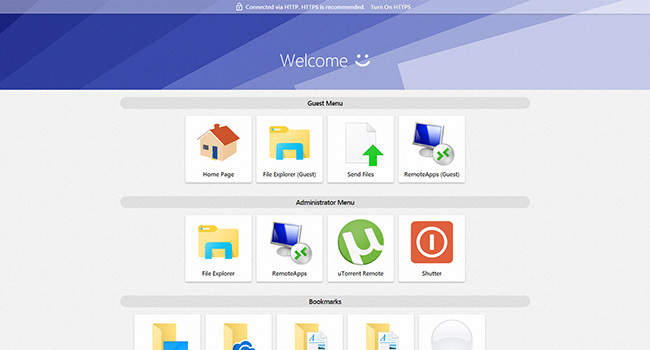 Connected via HTTP. HTTPS is recommended. Turn On HTTPS
Welcome
Guest Menu
Home Page
File Explorer (Guest)
Send Files
RemoteApps (Guest)
Administrator Menu
File Explorer
RemoteApps
uTorrent Remote
Shutter
Bookmarks